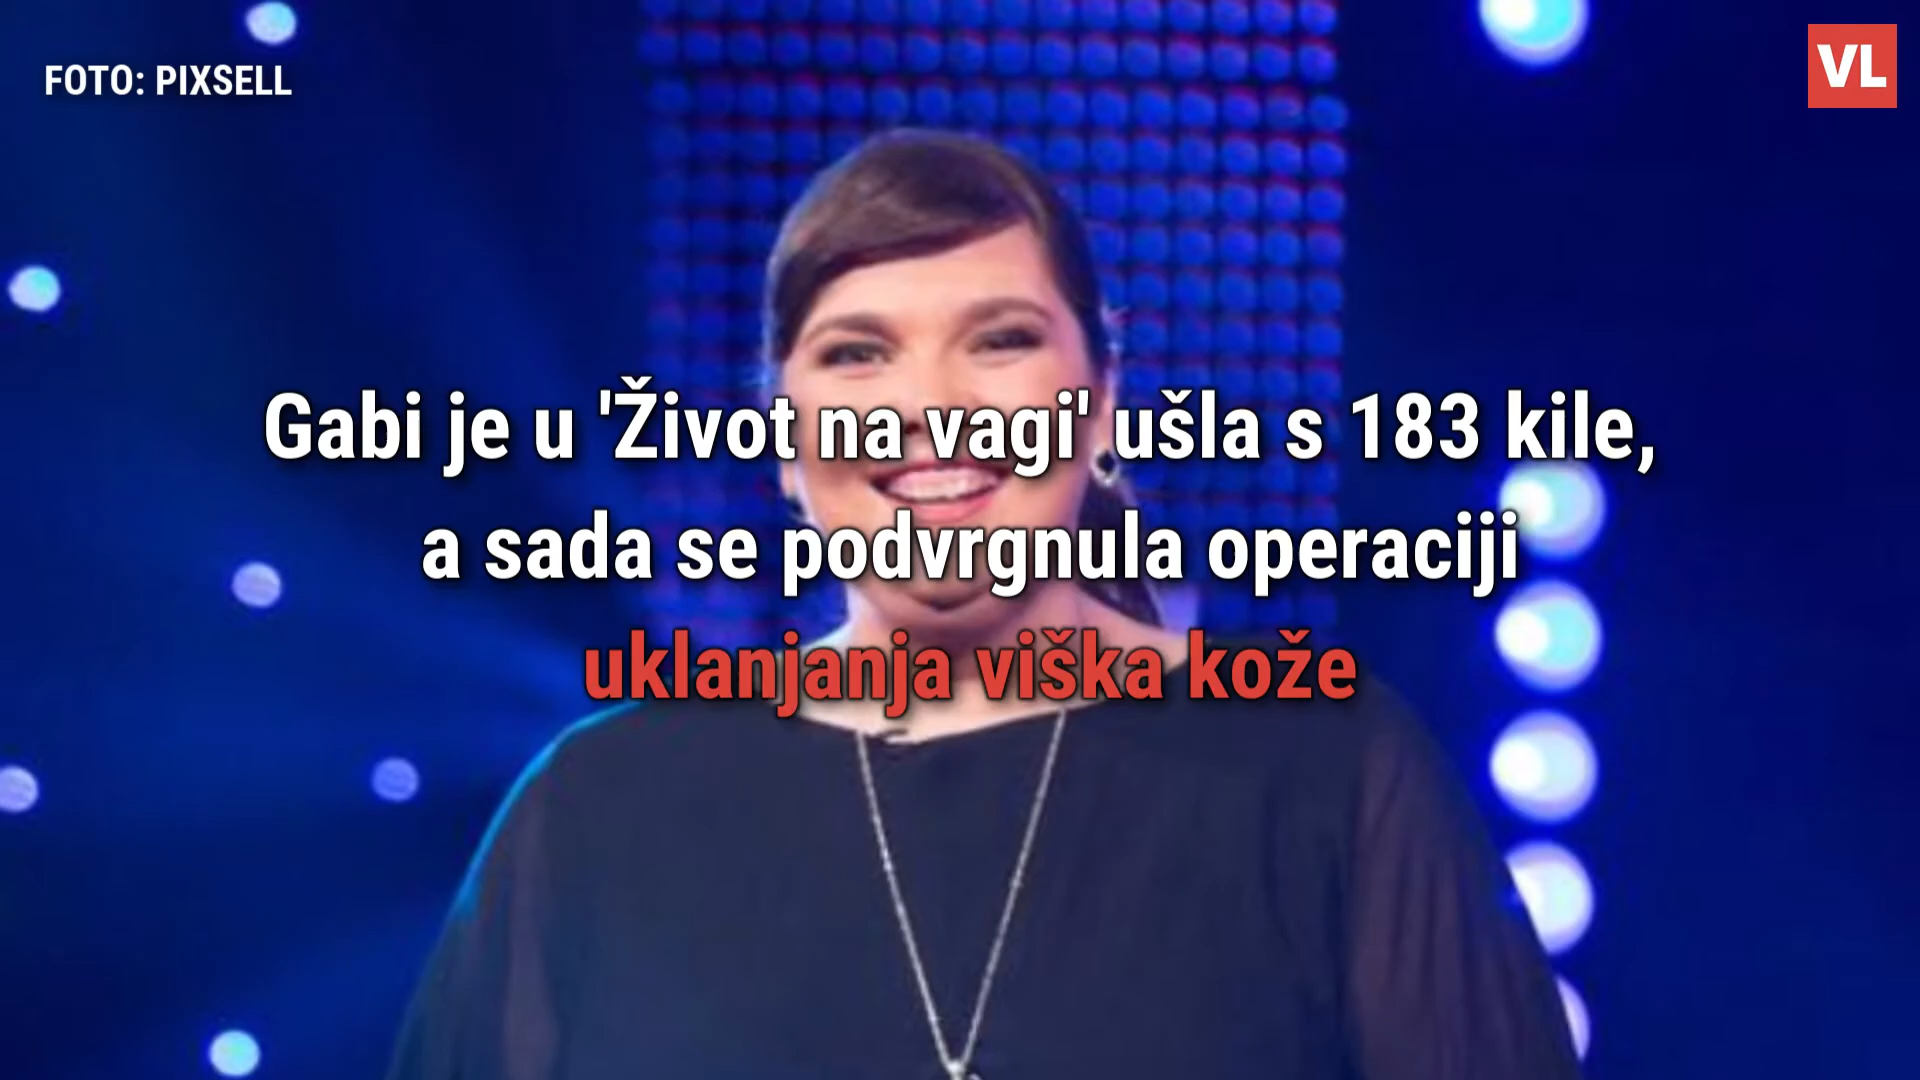 FOTO: PIXSELL
VL
Gabi je u 'Život na vagi' ušla s 183 kile,
a sada se podvrgnula operaciji
uklanjanja viška kože